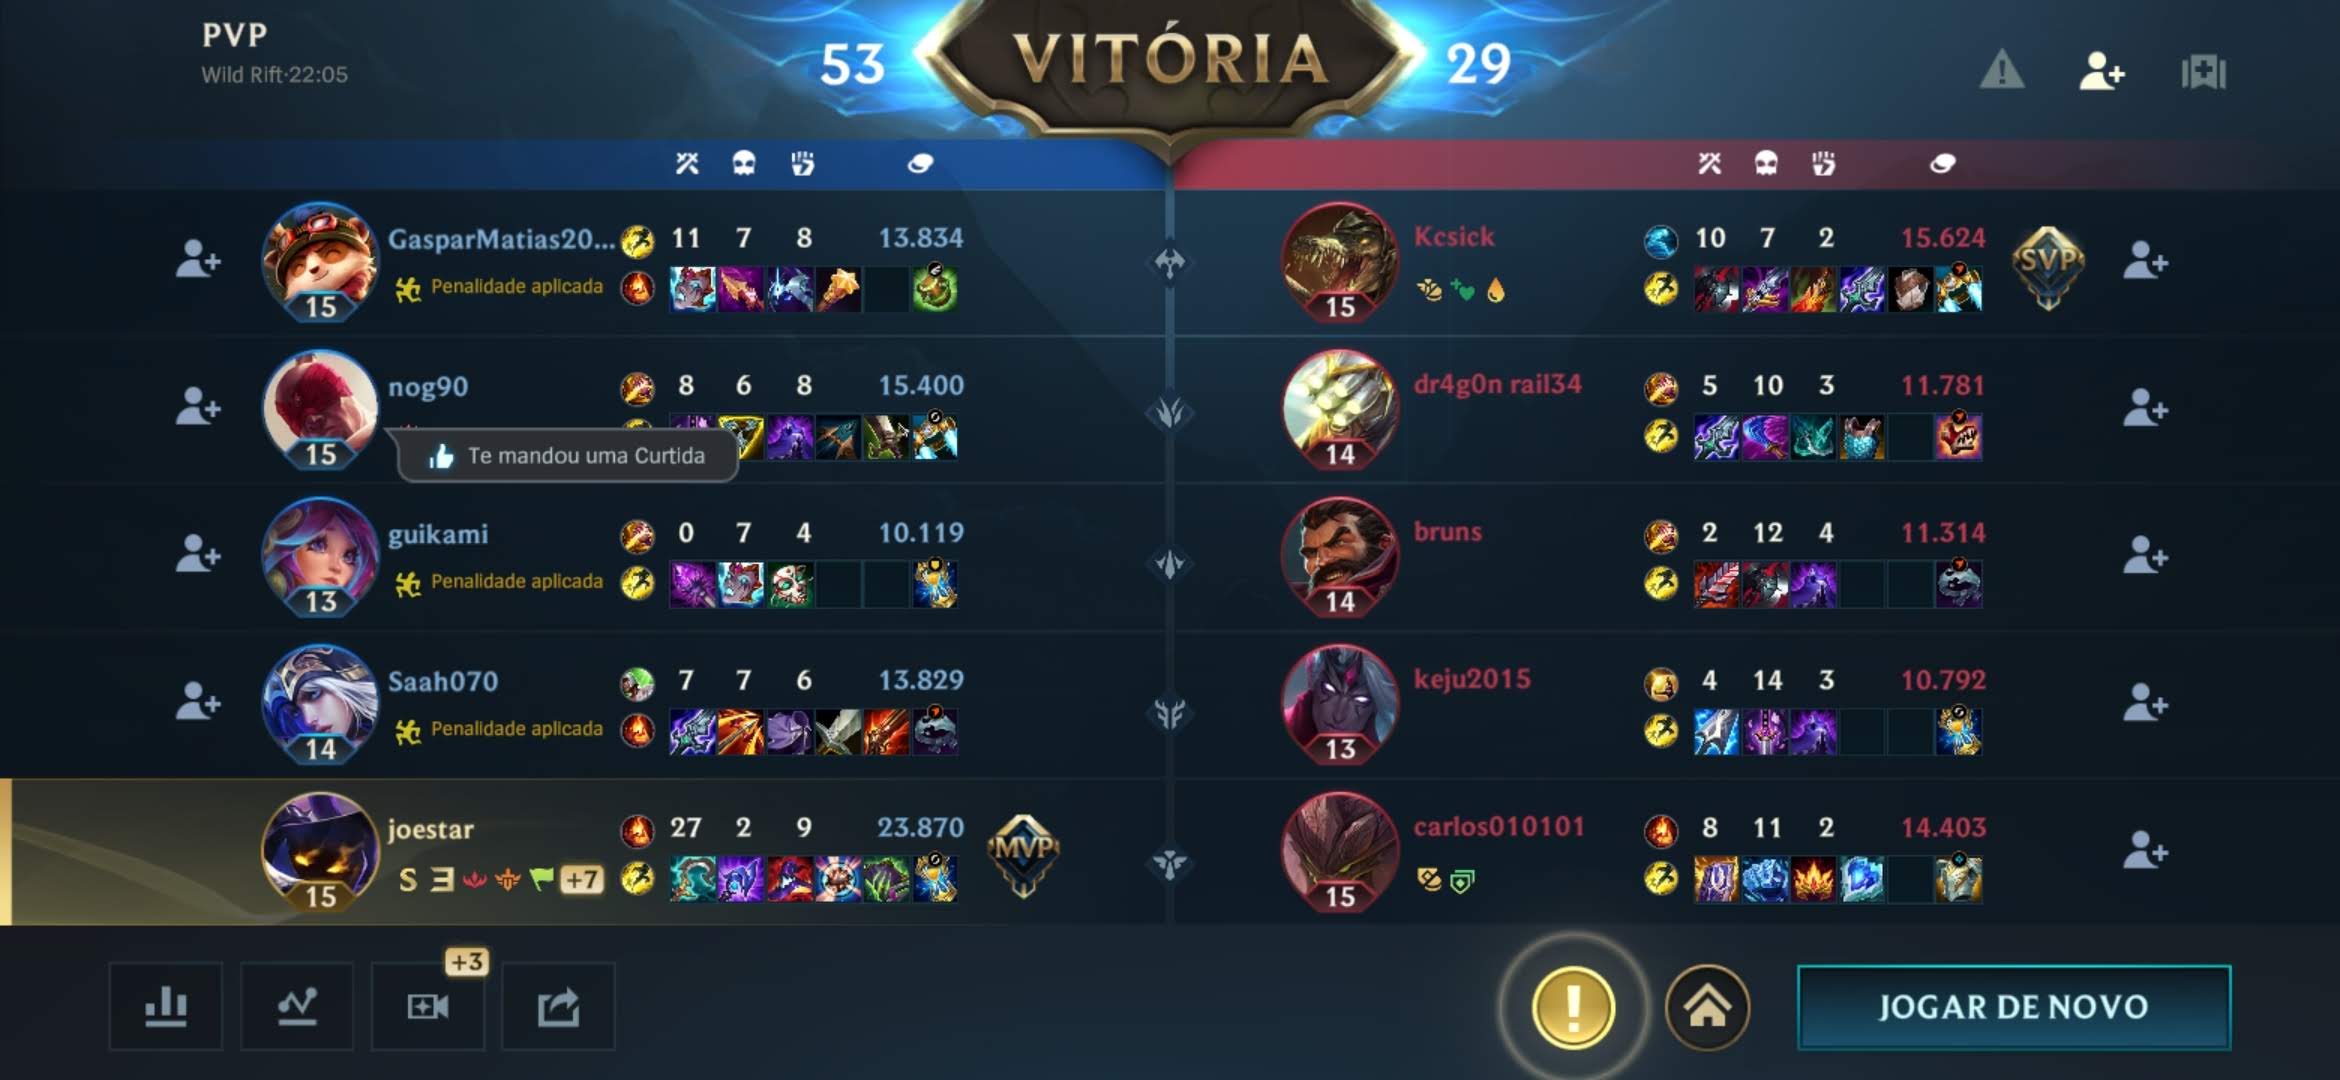 PVP
Wild Rift·22:05
53
VITÓRIA
29
GasparMatias20...
11 7 8 13.834
Penalidade aplicada
15
Kcsick
10 7 2 15.624
SVP
15
nog90
8 6 8 15.400
Te mandou uma Curtida
15
dr4g0n rail34
5 10 3 11.781
14
guikami
0 7 4 10.119
Penalidade aplicada
13
bruns
2 12 4 11.314
14
Saah070
7 7 6 13.829
Penalidade aplicada
14
keju2015
4 14 3 10.792
13
joestar
27 2 9 23.870
MVP
S +7
15
carlos010101
8 11 2 14.403
15
+3
!
JOGAR DE NOVO